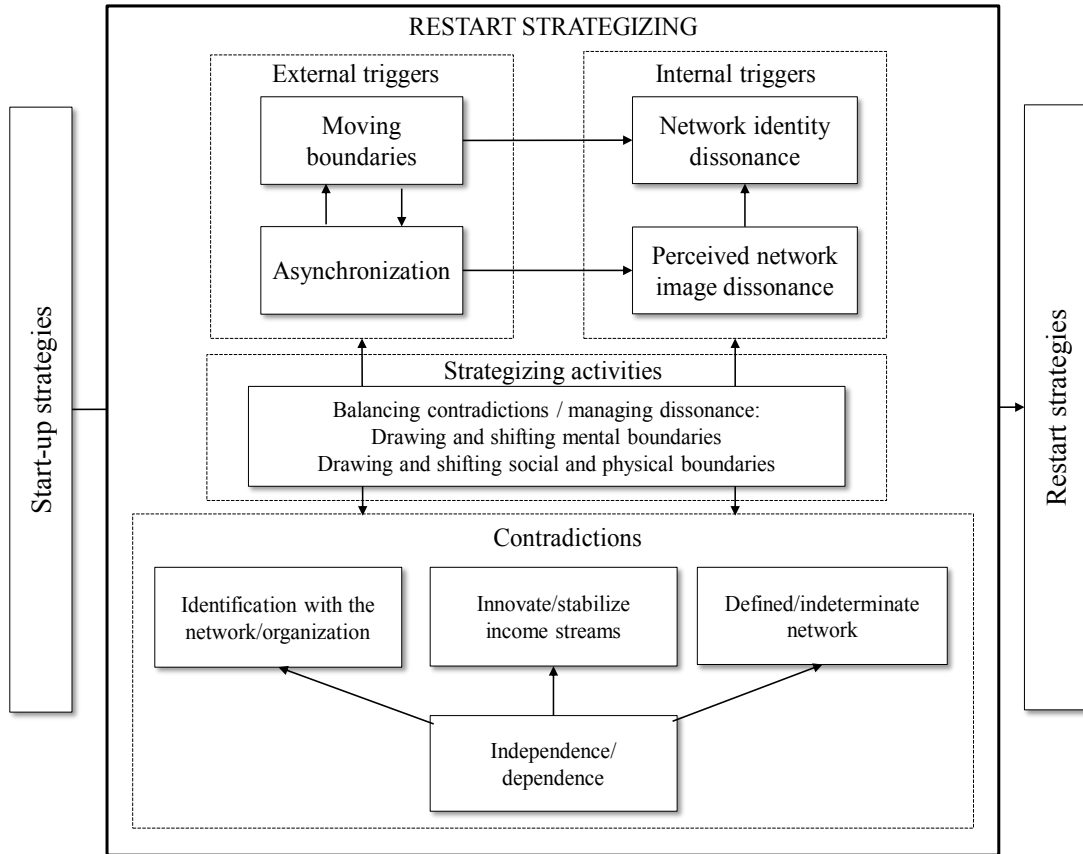 RESTART STRATEGIZING
Start-up strategies
External triggers
Moving
boundaries
Asynchronization
Internal triggers
Network identity
dissonance
Perceived network
image dissonance
Strategizing activities
Balancing contradictions / managing dissonance:
Drawing and shifting mental boundaries
Drawing and shifting social and physical boundaries
Contradictions
Identification with the
network/organization
Innovate/stabilize
income streams
Defined/indeterminate
network
Independence/
dependence
Restart strategies